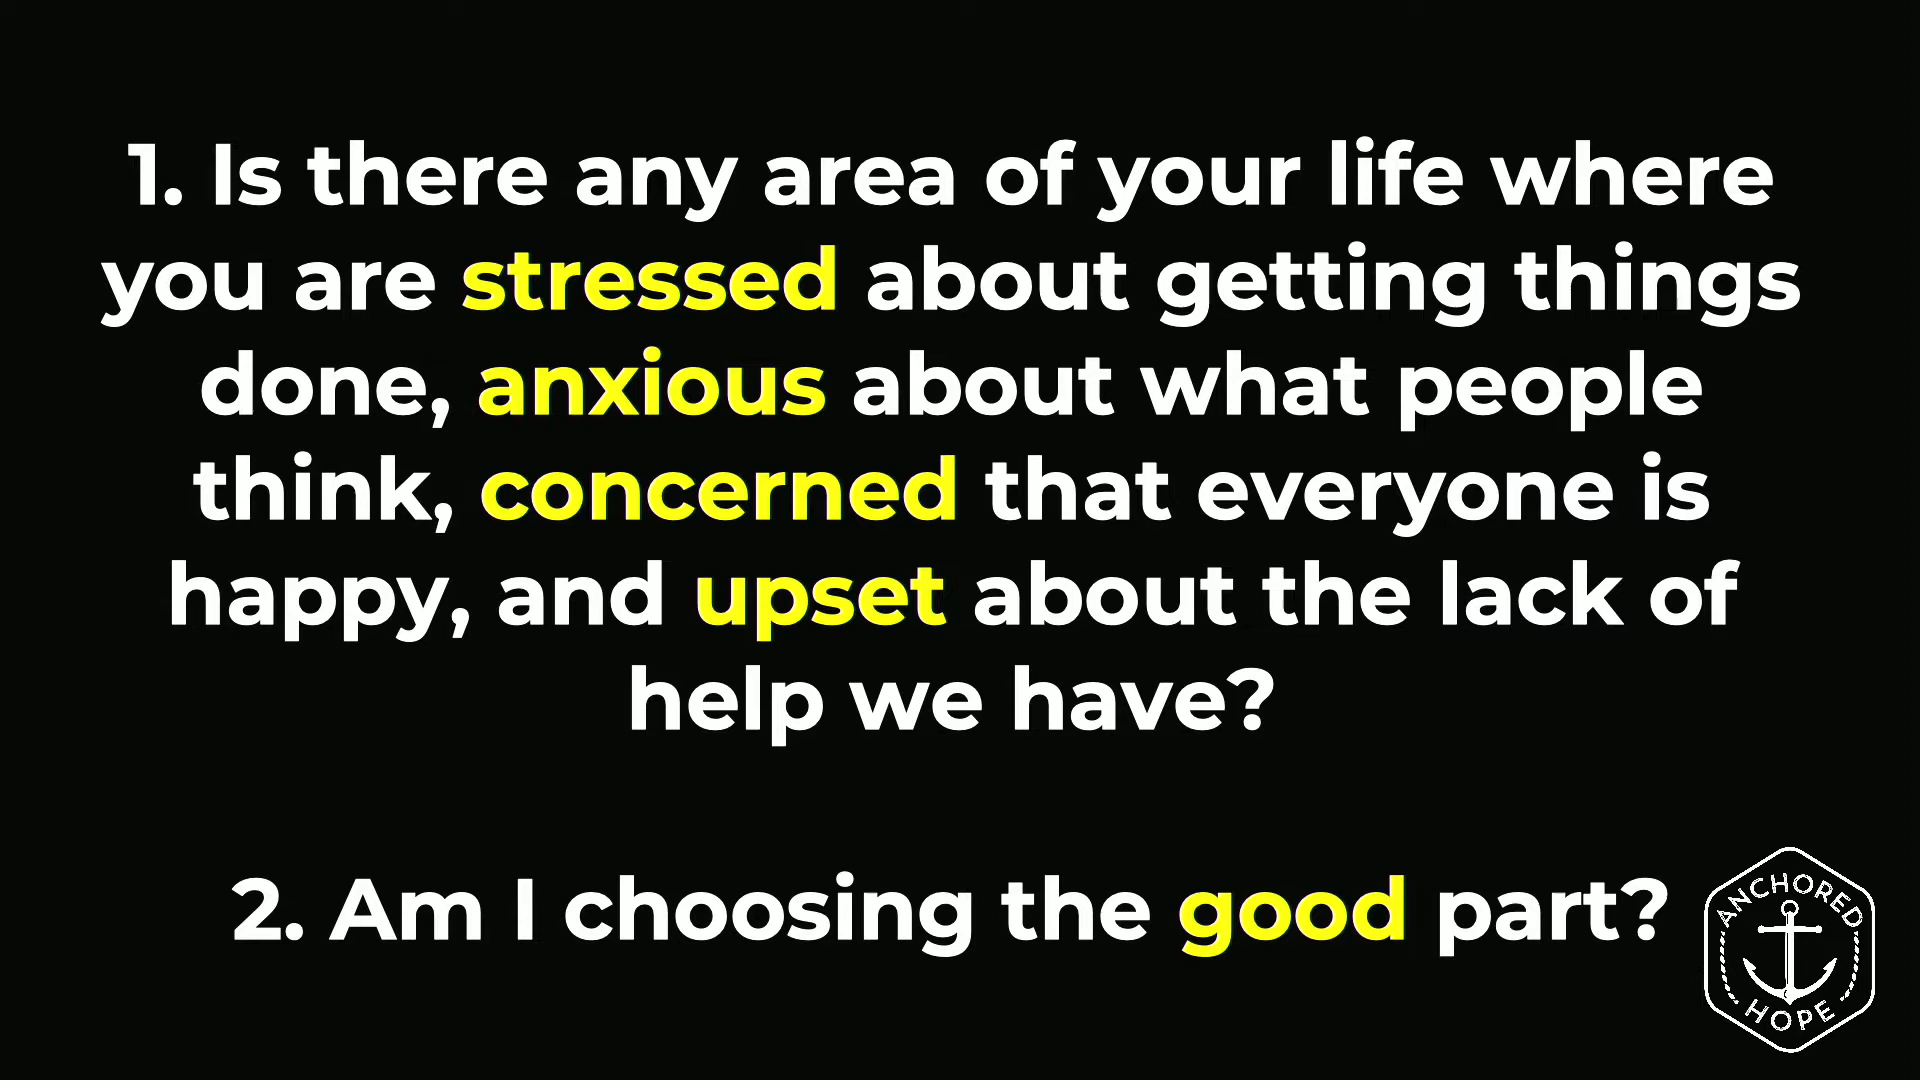 1. Is there any area of your life where
you are stressed about getting things
done, anxious about what people
think, concerned that everyone is
happy, and upset about the lack of
help we have?
2. Am I choosing the good part?
ANCHORED
HOPE